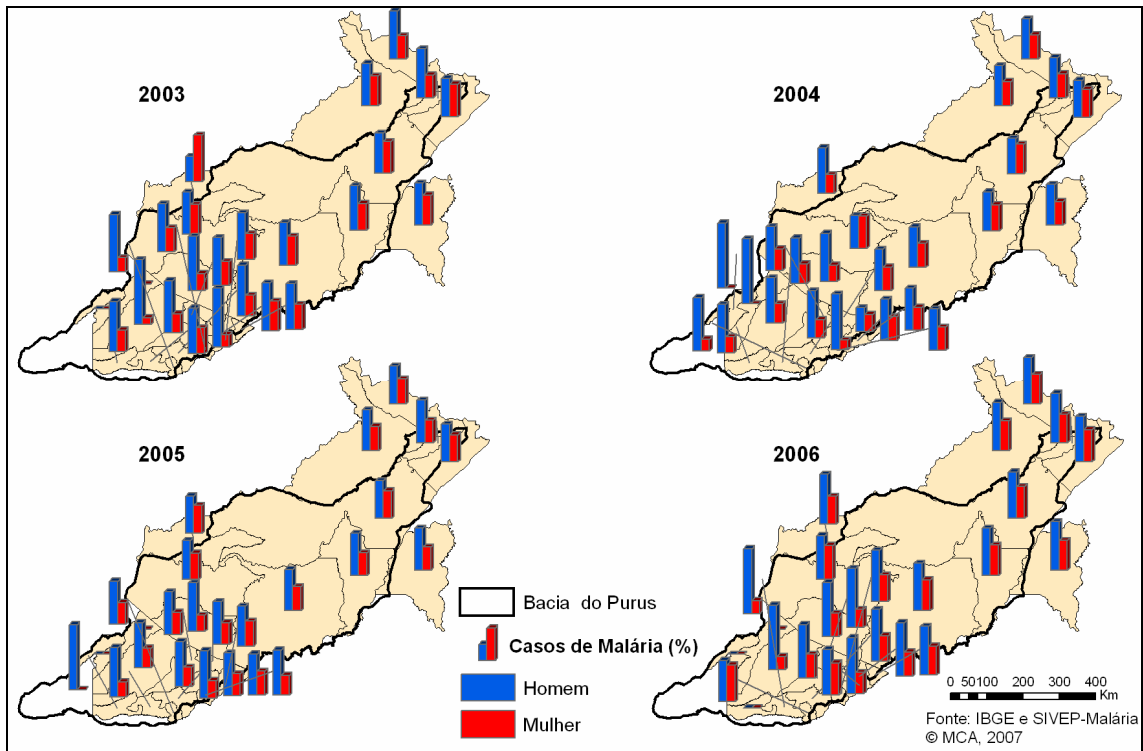 2003
2004
2005
2006
Bacia do Purus
Casos de Malária (%)
Homem
Mulher
0 50100 200 300 400
Km
Fonte: IBGE e SIVEP-Malária
© MCA, 2007